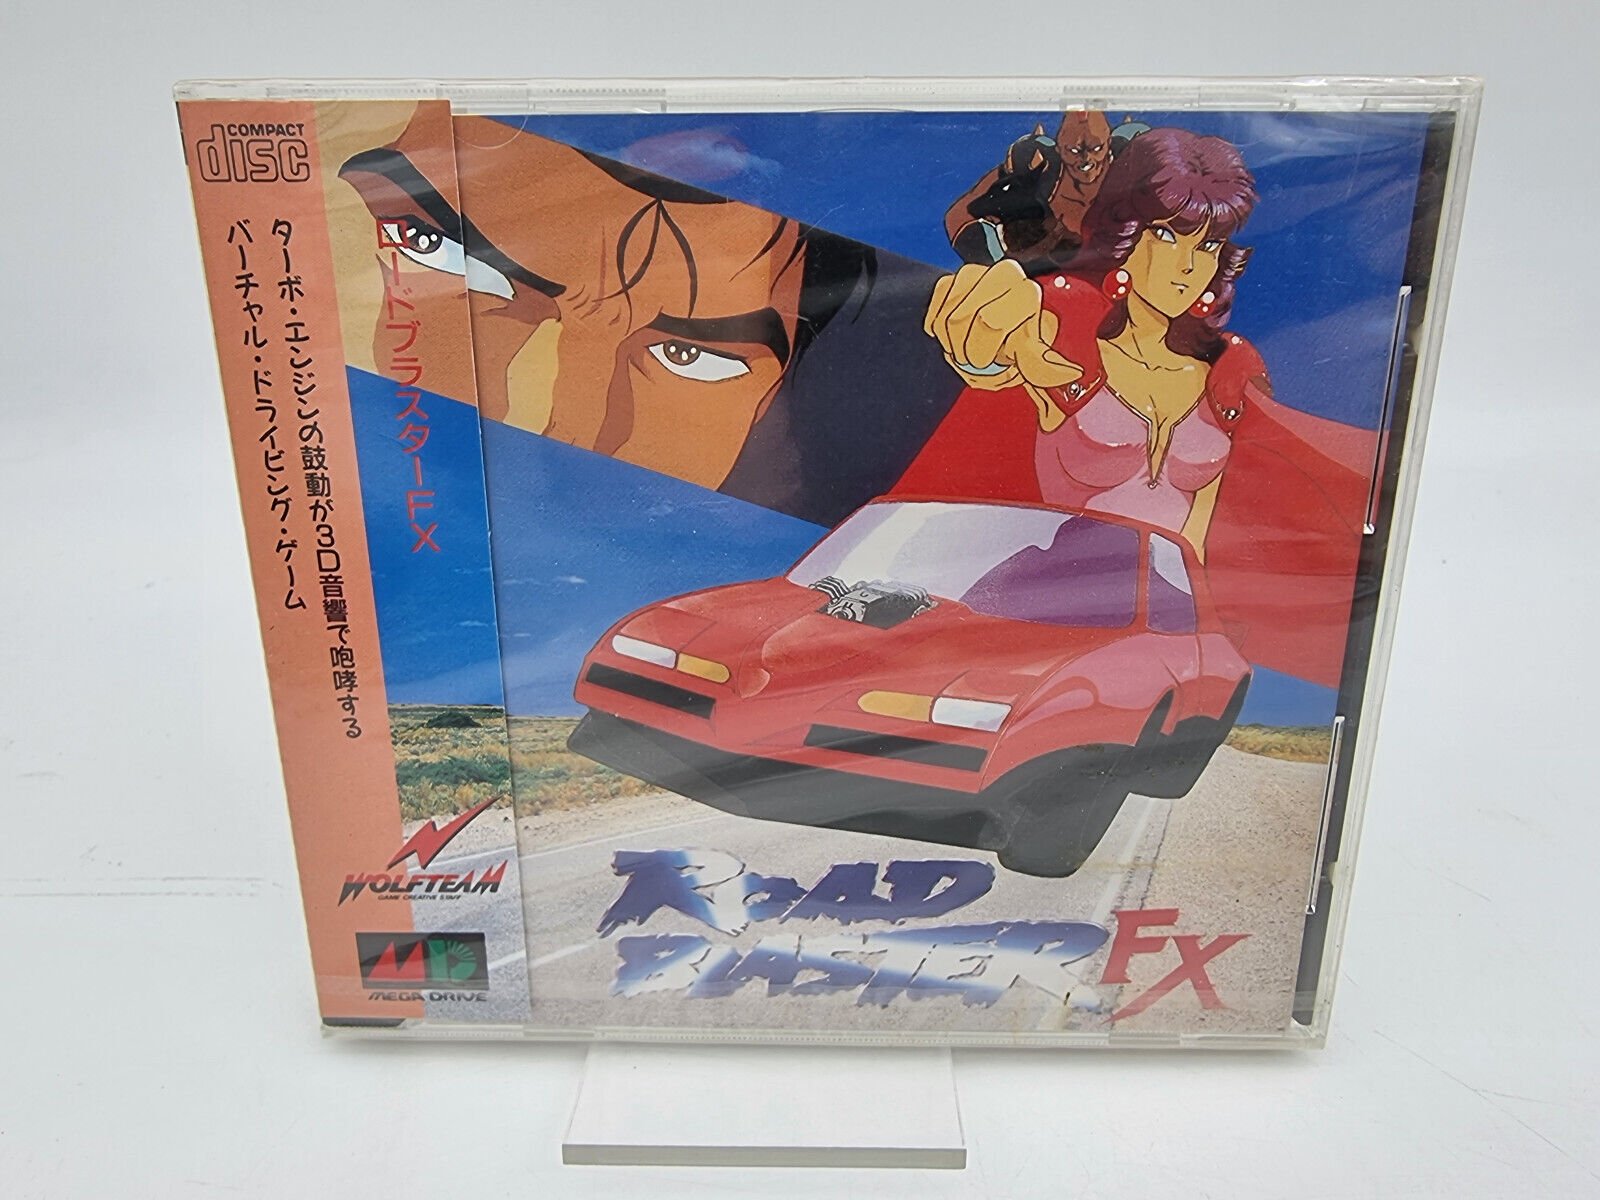 COMPACT
disc
ターボ・エンジンの鼓動が3D音響で咆哮する
バーチャル・ドライビング・ゲーム
ロードブラスターFX
WOLFTEAM
GAME CREATIVE STAFF
MD
MEGA DRIVE
ROAD
BLASTER FX